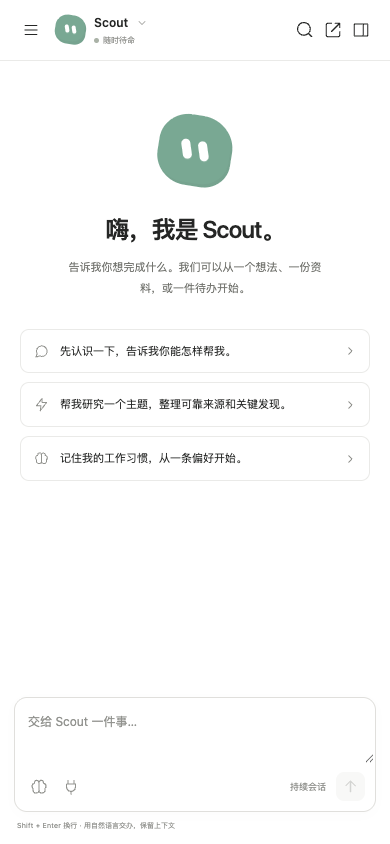 Scout
随时待命
嗨，我是 Scout。
告诉我你想完成什么。我们可以从一个想法、一份资
料，或一件待办开始。
先认识一下，告诉我你能怎样帮我。
帮我研究一个主题，整理可靠来源和关键发现。
记住我的工作习惯，从一条偏好开始。
交给 Scout 一件事...
持续会话
Shift + Enter 换行 · 用自然语言交办，保留上下文